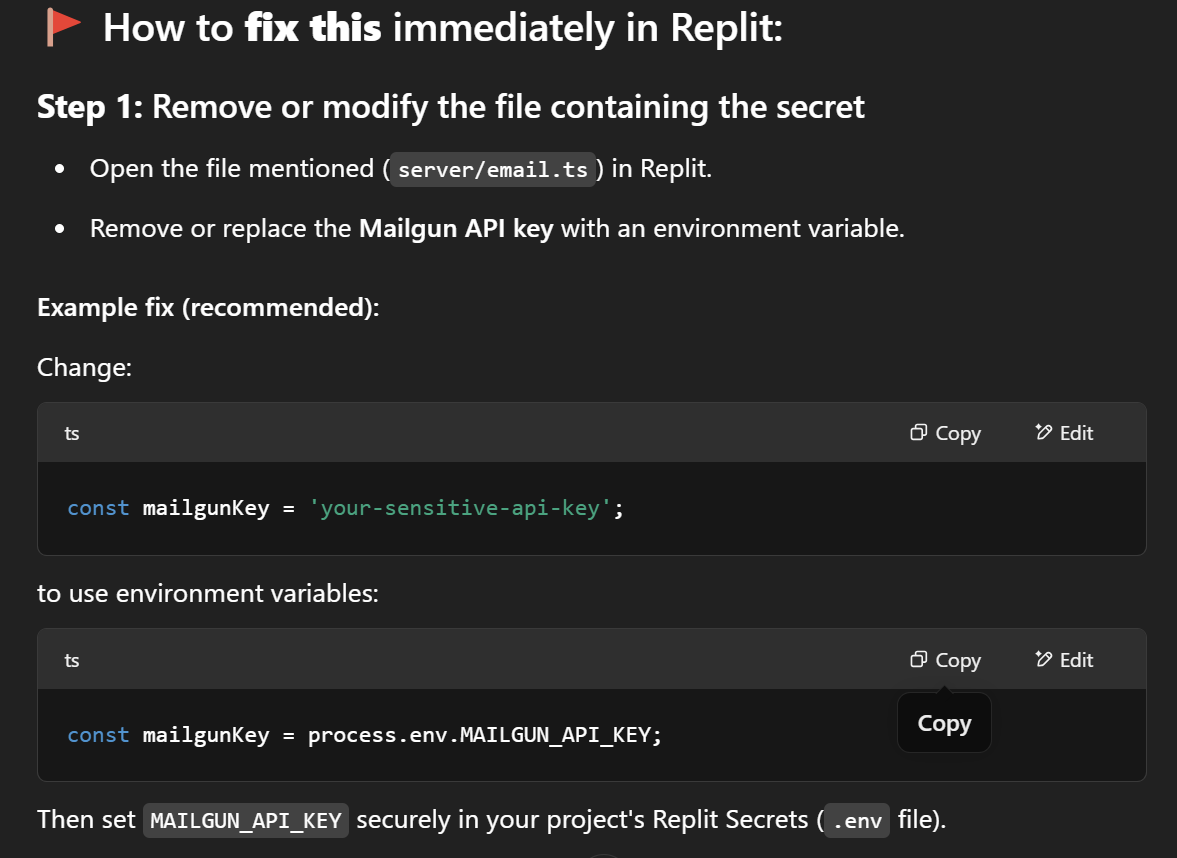 How to fix this immediately in Replit:
Step 1: Remove or modify the file containing the secret
• Open the file mentioned (server/email.ts) in Replit.
• Remove or replace the Mailgun API key with an environment variable.
Example fix (recommended):
Change:
ts Copy Edit
const mailgunKey = 'your-sensitive-api-key';
to use environment variables:
ts Copy Edit
Copy
const mailgunKey = process.env.MAILGUN_API_KEY;
Then set MAILGUN_API_KEY securely in your project's Replit Secrets (.env file).